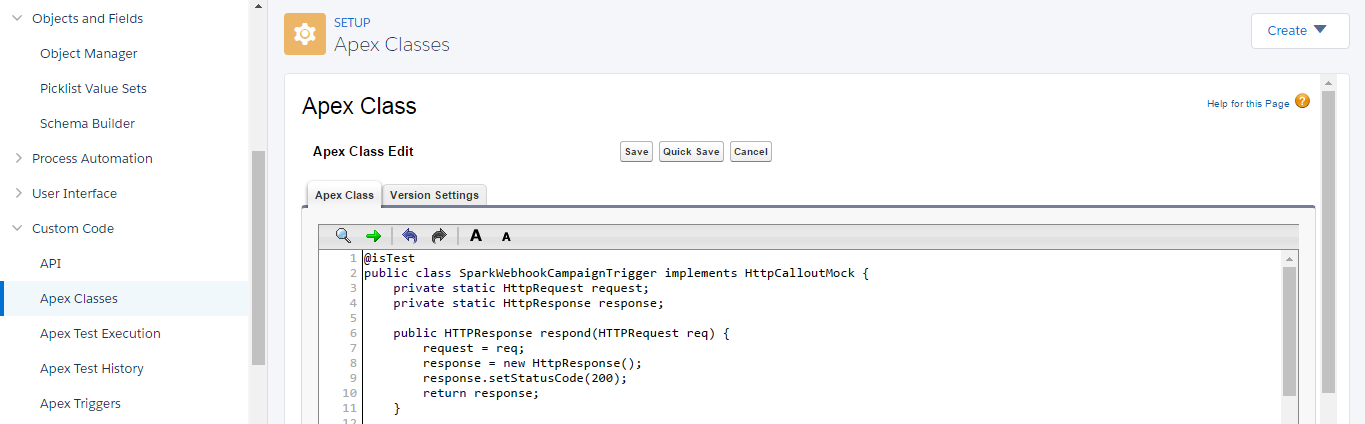 Objects and Fields
Object Manager
Picklist Value Sets
Schema Builder
Process Automation
User Interface
Custom Code
API
Apex Classes
Apex Test Execution
Apex Test History
Apex Triggers
SETUP
Apex Classes
Create
Apex Class
Help for this Page ?
Apex Class Edit
Save Quick Save Cancel
Apex Class Version Settings
A A
1 @isTest
2 public class SparkWebhookCampaignTrigger implements HttpCalloutMock {
3     private static HttpRequest request;
4     private static HttpResponse response;
5
6     public HTTPResponse respond(HTTPRequest req) {
7         request = req;
8         response = new HttpResponse();
9         response.setStatusCode(200);
10         return response;
11     }
12